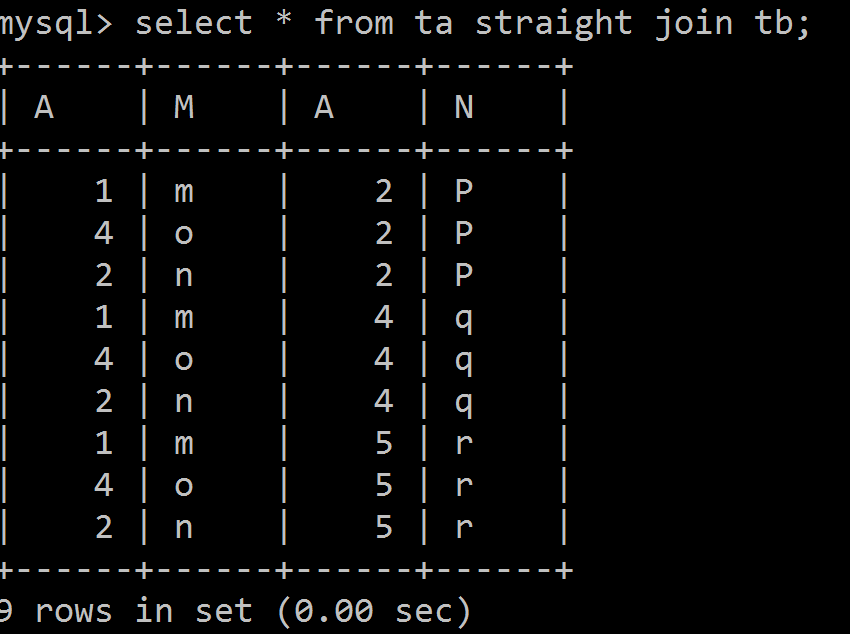 mysql> select * from ta straight join tb;
+------+------+------+------+
| A    | M    | A    | N    |
+------+------+------+------+
|    1 | m    |    2 | P    |
|    4 | o    |    2 | P    |
|    2 | n    |    2 | P    |
|    1 | m    |    4 | q    |
|    4 | o    |    4 | q    |
|    2 | n    |    4 | q    |
|    1 | m    |    5 | r    |
|    4 | o    |    5 | r    |
|    2 | n    |    5 | r    |
+------+------+------+------+
9 rows in set (0.00 sec)